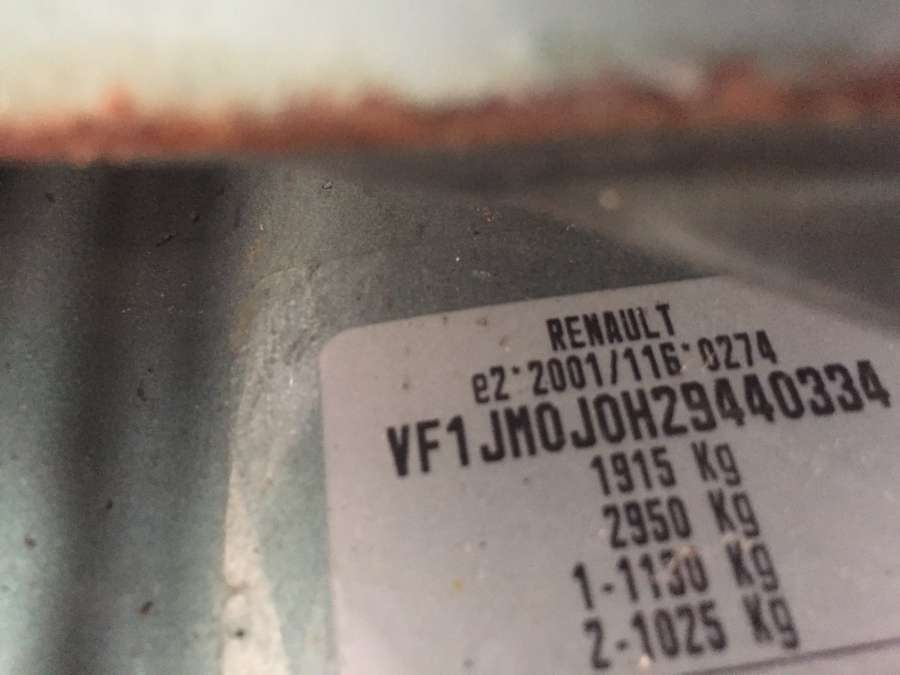 RENAULT
e2*2001/116*0274
VF1JM0J0H29440334
1915 Kg
2950 Kg
1-1130 Kg
2-1025 Kg